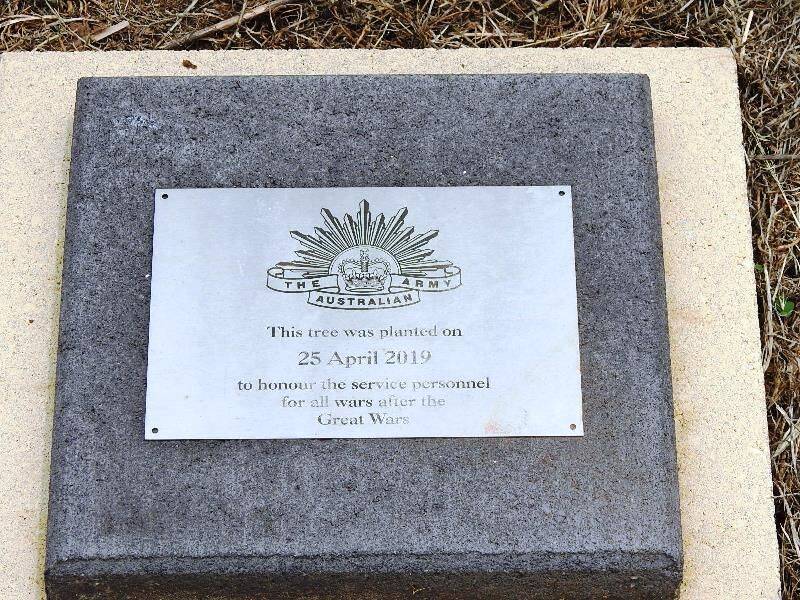 THE AUSTRALIAN ARMY
This tree was planted on
25 April 2019
to honour the service personnel
for all wars after the
Great Wars